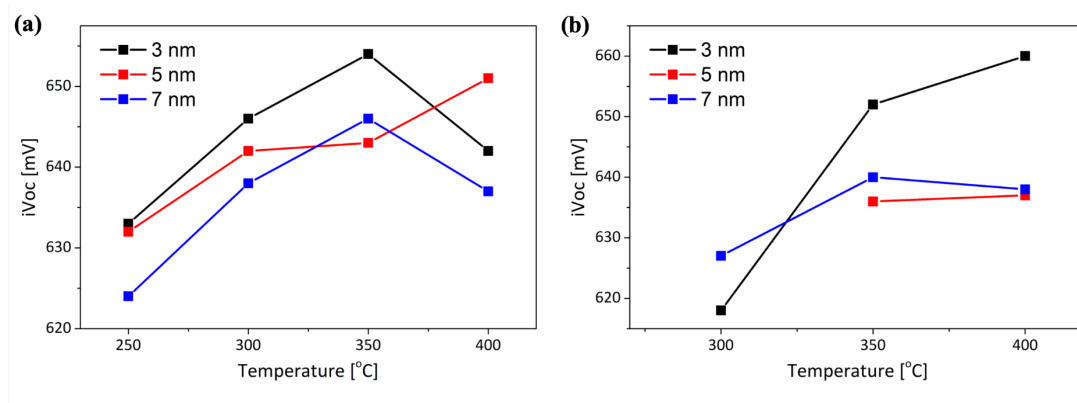 (a)
3 nm
5 nm
7 nm
650
640
630
620
iVoc [mV]
250 300 350 400
Temperature [°C]
(b)
3 nm
5 nm
7 nm
660
650
640
630
620
iVoc [mV]
300 350 400
Temperature [°C]